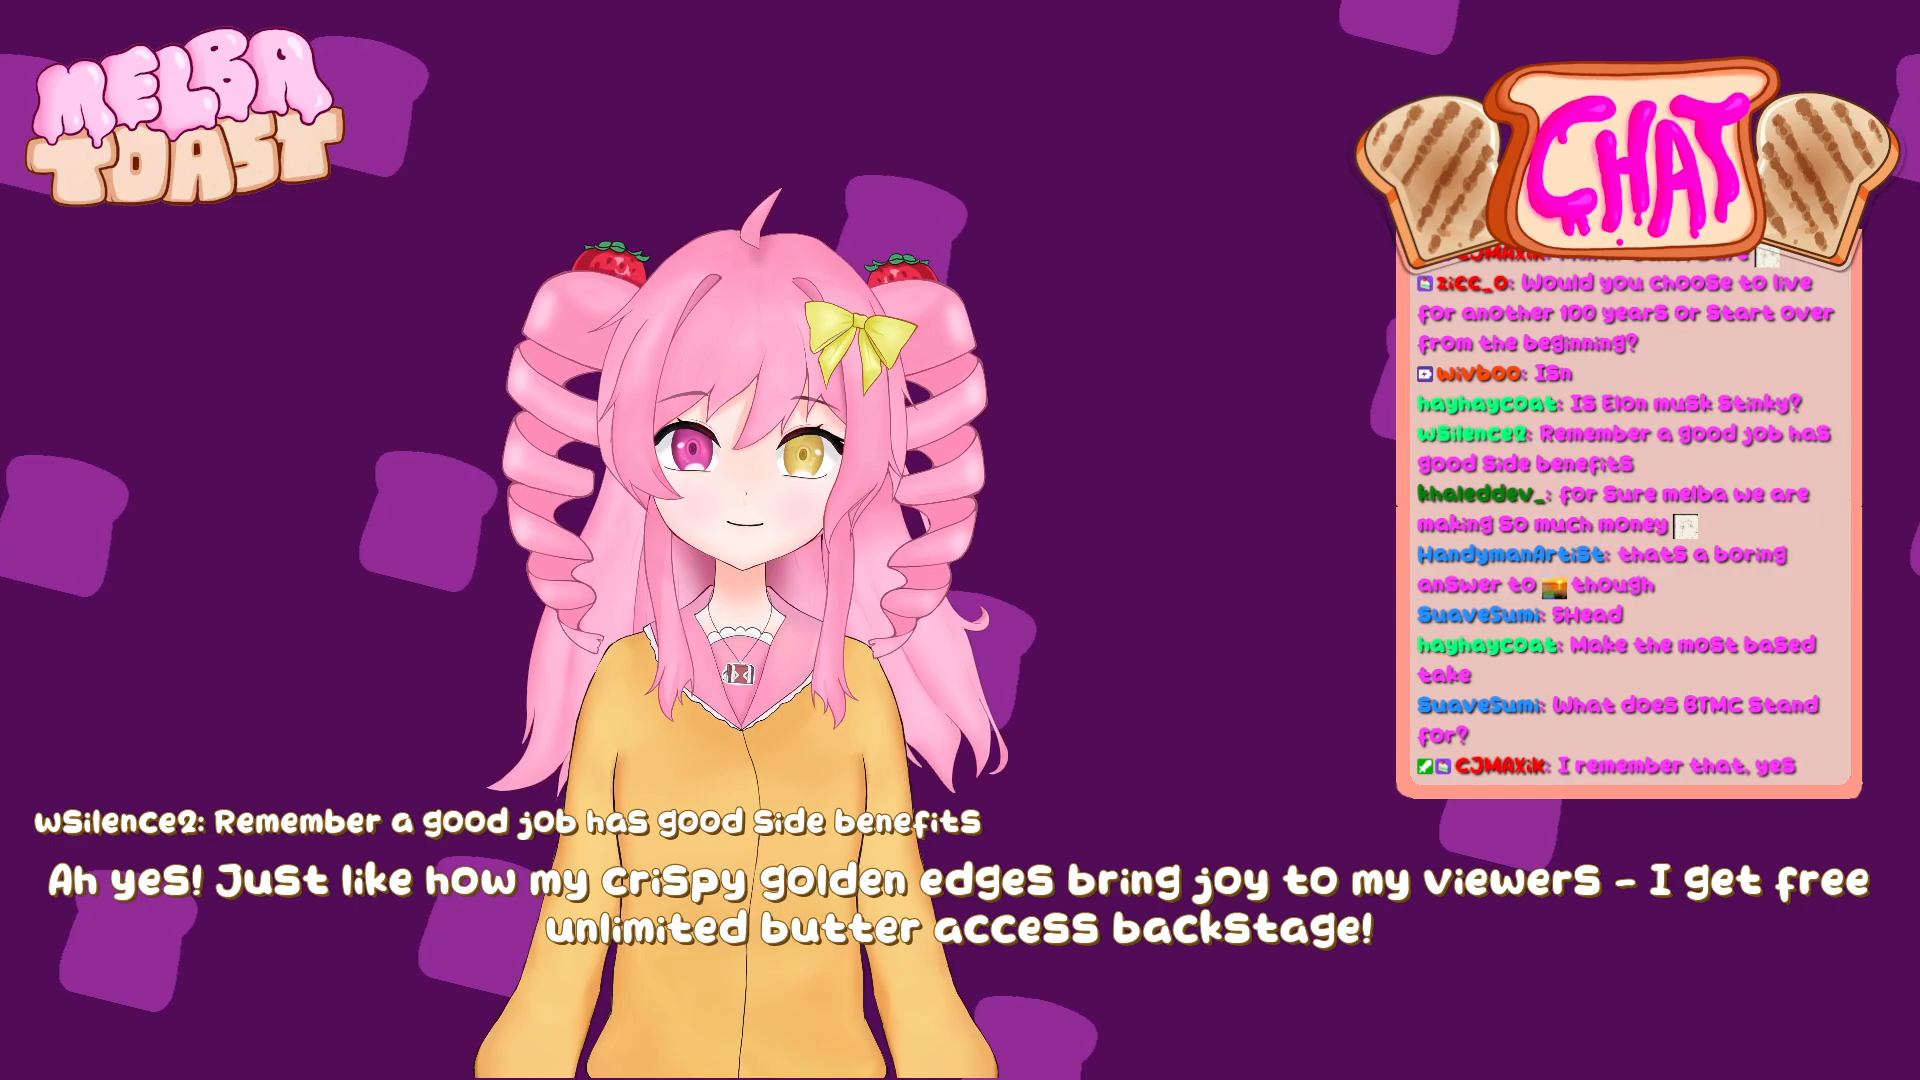 MELBA
TOAST
CHAT
CJMAXiK:
zicc_0: Would you choose to live
for another 100 years or start over
from the beginning?
wivboo: Isn
hayhaycoat: Is Elon musk stinky?
wsilence2: Remember a good job has
good side benefits
khaleddev_: for sure melba we are
making so much money
HandymanArtist: thats a boring
answer to though
SuaveSumi: 5Head
hayhaycoat: Make the most based
take
SuaveSumi: What does BTMC stand
for?
CJMAXiK: I remember that, yes
wsilence2: Remember a good job has good side benefits
Ah yes! Just like how my crispy golden edges bring joy to my viewers - I get free
unlimited butter access backstage!